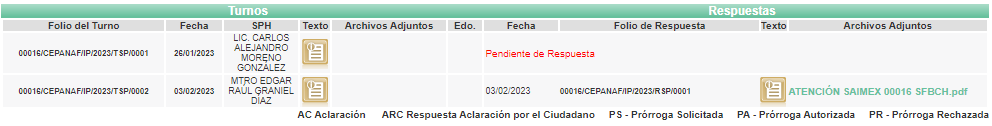 Turnos Respuestas
Folio del Turno Fecha SPH Texto Archivos Adjuntos Edo. Fecha Folio de Respuesta Texto Archivos Adjuntos
00016/CEPANAF/IP/2023/TSP/0001 26/01/2023 LIC. CARLOS ALEJANDRO MORENO GONZÁLEZ Pendiente de Respuesta
00016/CEPANAF/IP/2023/TSP/0002 03/02/2023 MTRO EDGAR RAÚL GRANIEL DÍAZ 03/02/2023 00016/CEPANAF/IP/2023/RSP/0001 ATENCIÓN SAIMEX 00016 SFBCH.pdf
AC Aclaración ARC Respuesta Aclaración por el Ciudadano PS - Prórroga Solicitada PA - Prórroga Autorizada PR - Prórroga Rechazada